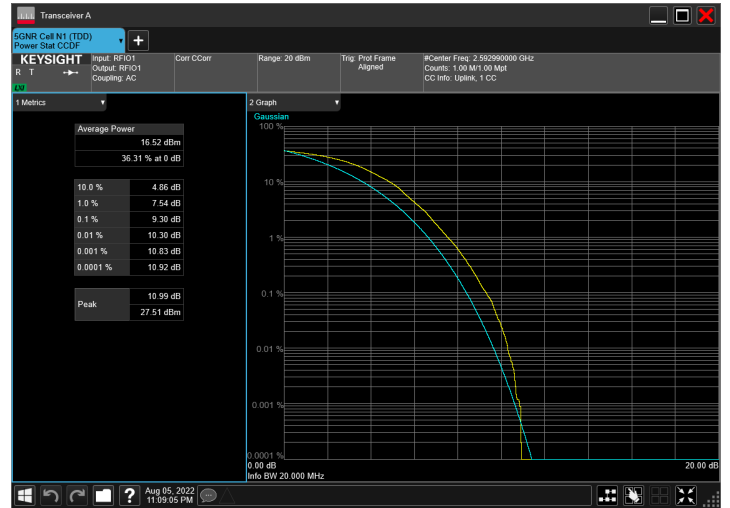 Transceiver A
5GNR Cell N1 (TDD)
Power Stat CCDF
KEYSIGHT
R T
LXI
Input: RFIO1
Output: RFIO1
Coupling: AC
Corr CCorr
Range: 20 dBm
Trig: Prot Frame
Aligned
#Center Freq: 2.592990000 GHz
Counts: 1.00 M/1.00 Mpt
CC Info: Uplink, 1 CC
1 Metrics
Average Power
16.52 dBm
36.31 % at 0 dB
10.0 % 4.86 dB
1.0 % 7.54 dB
0.1 % 9.30 dB
0.01 % 10.30 dB
0.001 % 10.83 dB
0.0001 % 10.92 dB
Peak 10.99 dB
27.51 dBm
2 Graph
Gaussian
100 %
10 %
1 %
0.1 %
0.01 %
0.001 %
0.0001 %
0.00 dB 20.00 dB
Info BW 20.000 MHz
Aug 05, 2022
11:09:05 PM